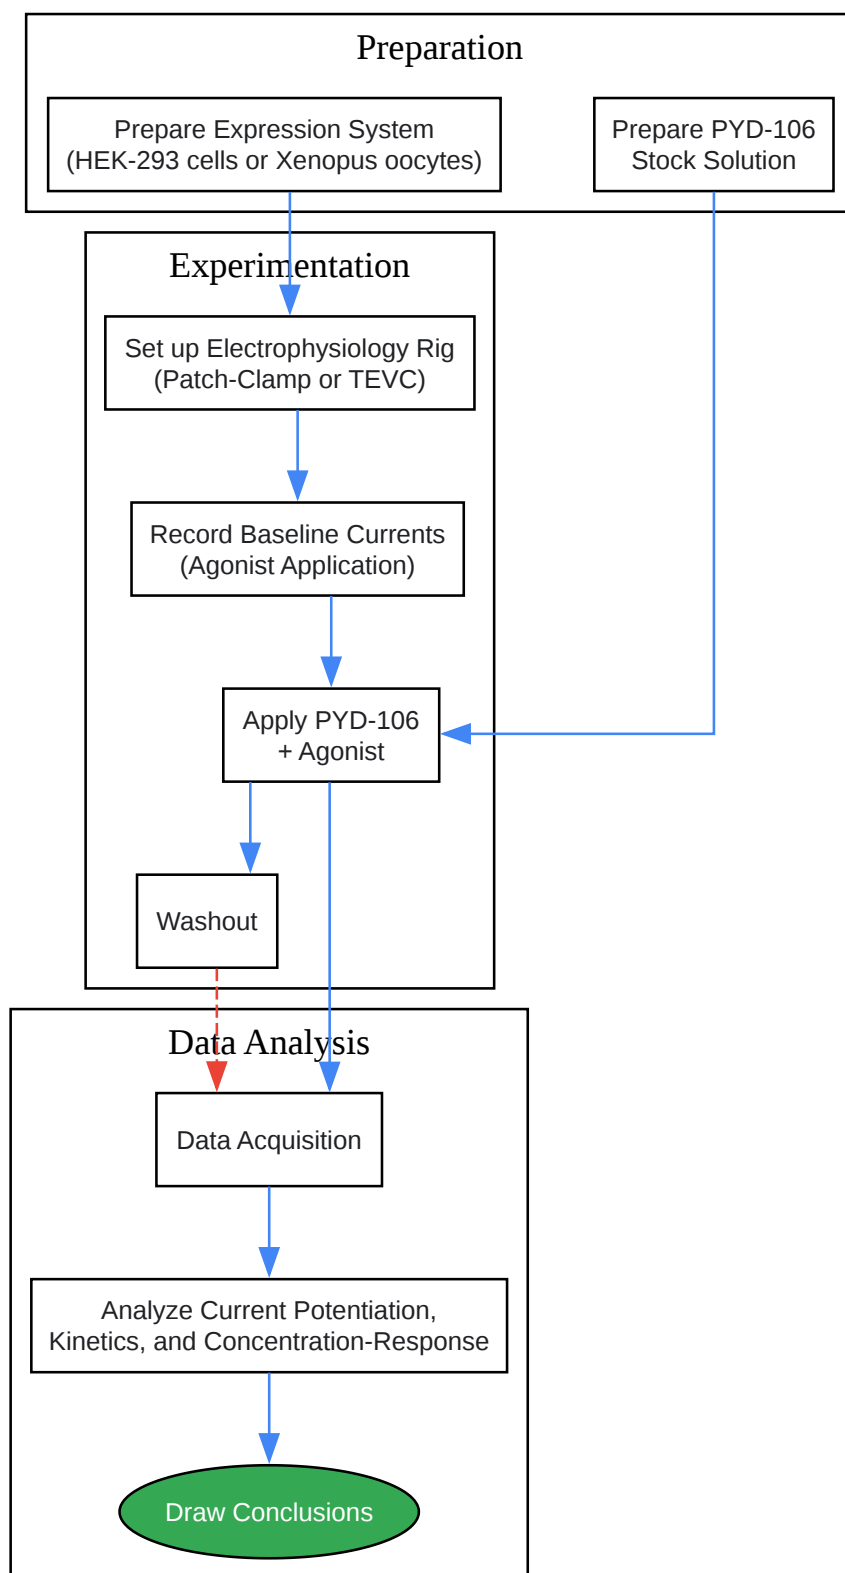 Preparation
Prepare Expression System
(HEK-293 cells or Xenopus oocytes)
Prepare PYD-106
Stock Solution
Experimentation
Set up Electrophysiology Rig
(Patch-Clamp or TEVC)
Record Baseline Currents
(Agonist Application)
Apply PYD-106
+ Agonist
Washout
Data Analysis
Data Acquisition
Analyze Current Potentiation,
Kinetics, and Concentration-Response
Draw Conclusions